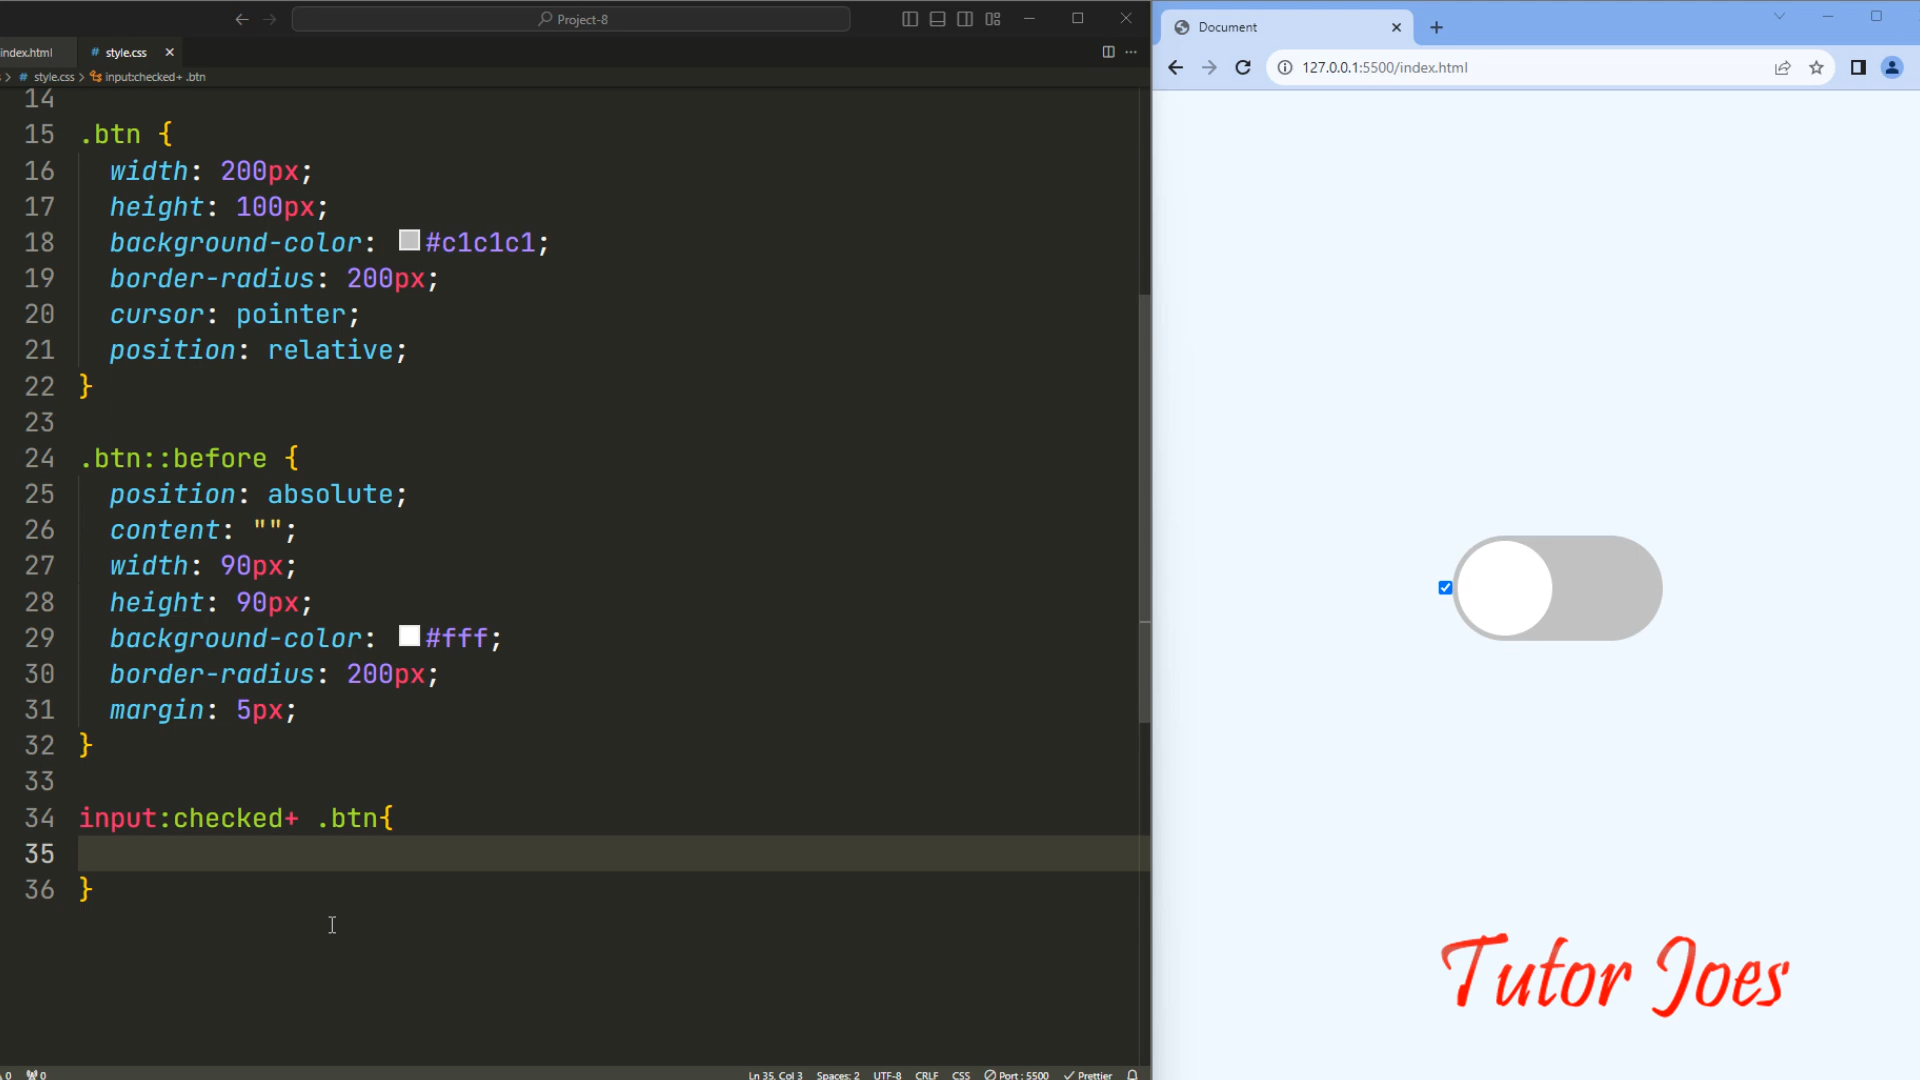 Project-8
index.html
# style.css
# style.css > input:checked+ .btn
14
15 .btn {
16 width: 200px;
17 height: 100px;
18 background-color: #c1c1c1;
19 border-radius: 200px;
20 cursor: pointer;
21 position: relative;
22 }
23
24 .btn::before {
25 position: absolute;
26 content: "";
27 width: 90px;
28 height: 90px;
29 background-color: #fff;
30 border-radius: 200px;
31 margin: 5px;
32 }
33
34 input:checked+ .btn{
35
36 }
0 0 Ln 35, Col 3 Spaces: 2 UTF-8 CRLF CSS Port : 5500 Prettier
Document
127.0.0.1:5500/index.html
Tutor Joes